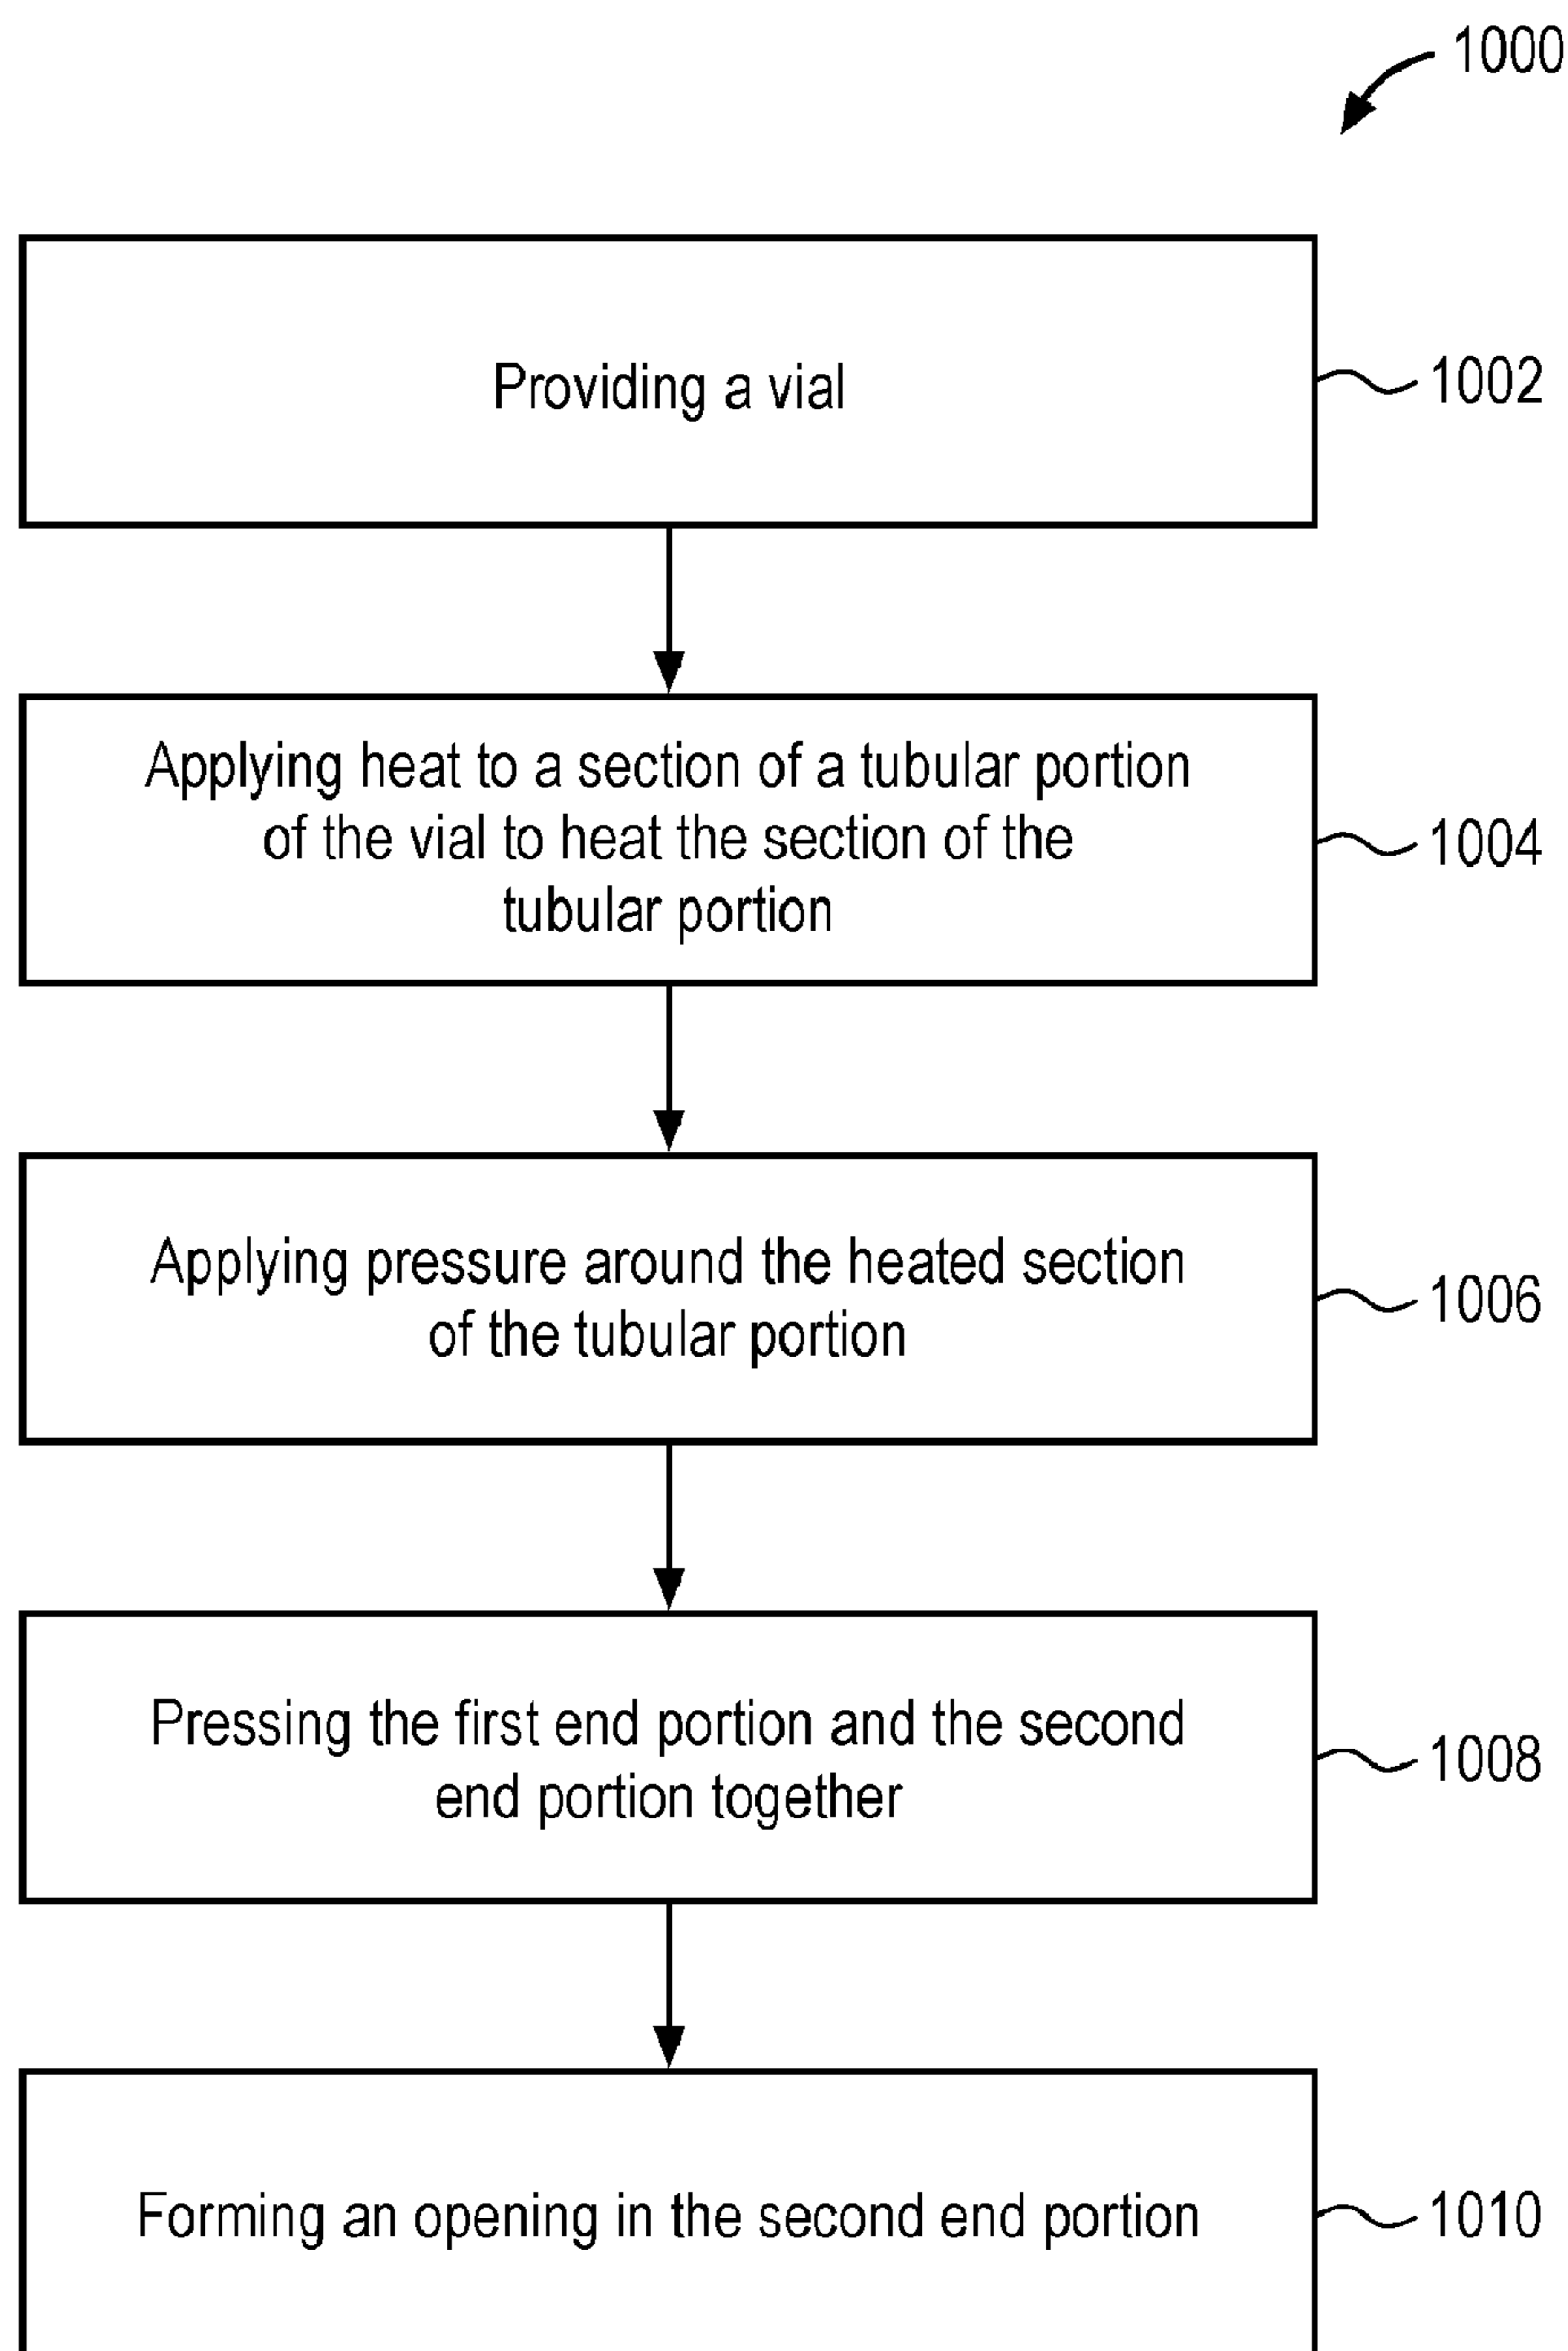 1000
Providing a vial
1002
Applying heat to a section of a tubular portion
of the vial to heat the section of the
tubular portion
1004
Applying pressure around the heated section
of the tubular portion
1006
Pressing the first end portion and the second
end portion together
1008
Forming an opening in the second end portion
1010